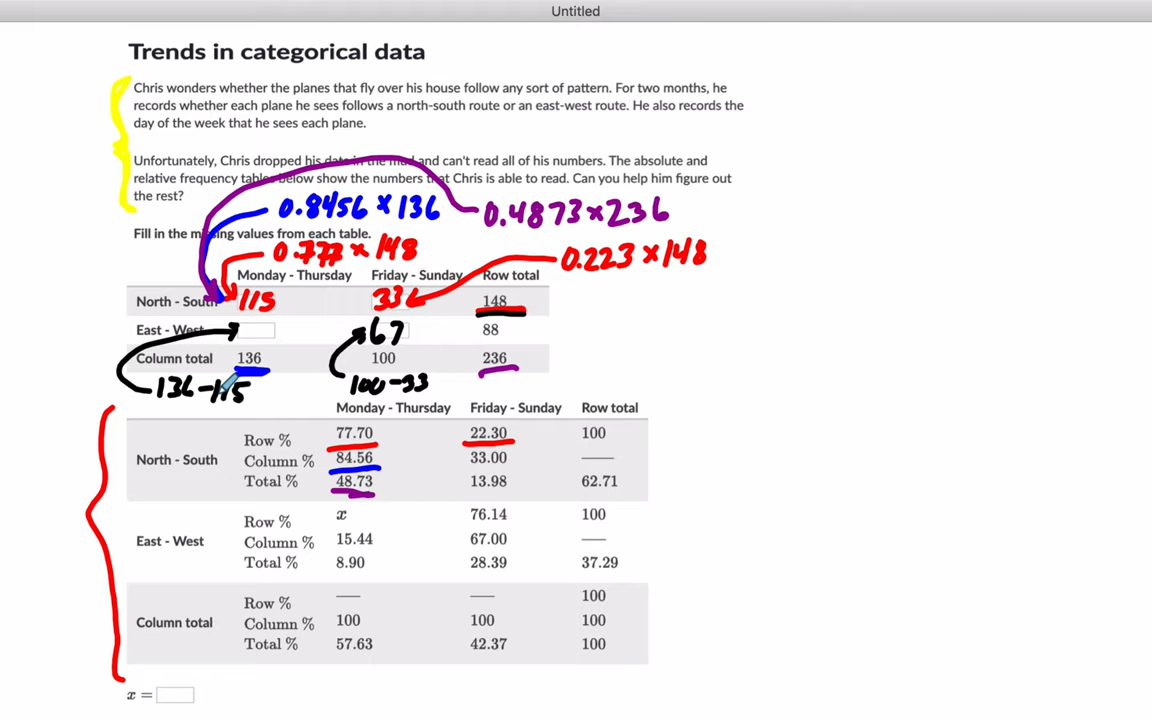 Untitled
Trends in categorical data
Chris wonders whether the planes that fly over his house follow any sort of pattern. For two months, he
records whether each plane he sees follows a north-south route or an east-west route. He also records the
day of the week that he sees each plane.
Unfortunately, Chris dropped his data in the mud and can't read all of his numbers. The absolute and
relative frequency tables below show the numbers that Chris is able to read. Can you help him figure out
the rest?
0.8456 × 136 0.4873 × 236
Fill in the missing values from each table.
0.777 × 148 0.223 × 148
Monday - Thursday Friday - Sunday Row total
North - South 115 33 148
East - West 67 88
Column total 136 100 236
136 - 115 100 - 33
Monday - Thursday Friday - Sunday Row total
North - South
Row % 77.70 22.30 100
Column % 84.56 33.00 —
Total % 48.73 13.98 62.71
East - West
Row % x 76.14 100
Column % 15.44 67.00 —
Total % 8.90 28.39 37.29
Column total
Row % — — 100
Column % 100 100 100
Total % 57.63 42.37 100
x =